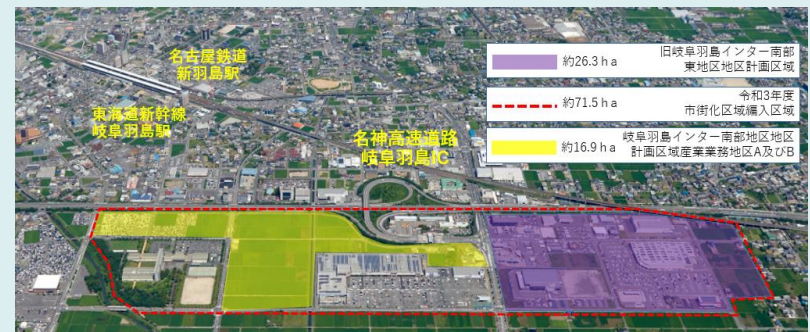 名古屋鉄道
新羽島駅
東海道新幹線
岐阜羽島駅
名神高速道路
岐阜羽島IC
約26.3ha
旧岐阜羽島インター南部
東地区地区計画区域
約71.5ha
令和3年度
市街化区域編入区域
約16.9ha
岐阜羽島インター南部地区地区
計画区域産業業務地区A及びB